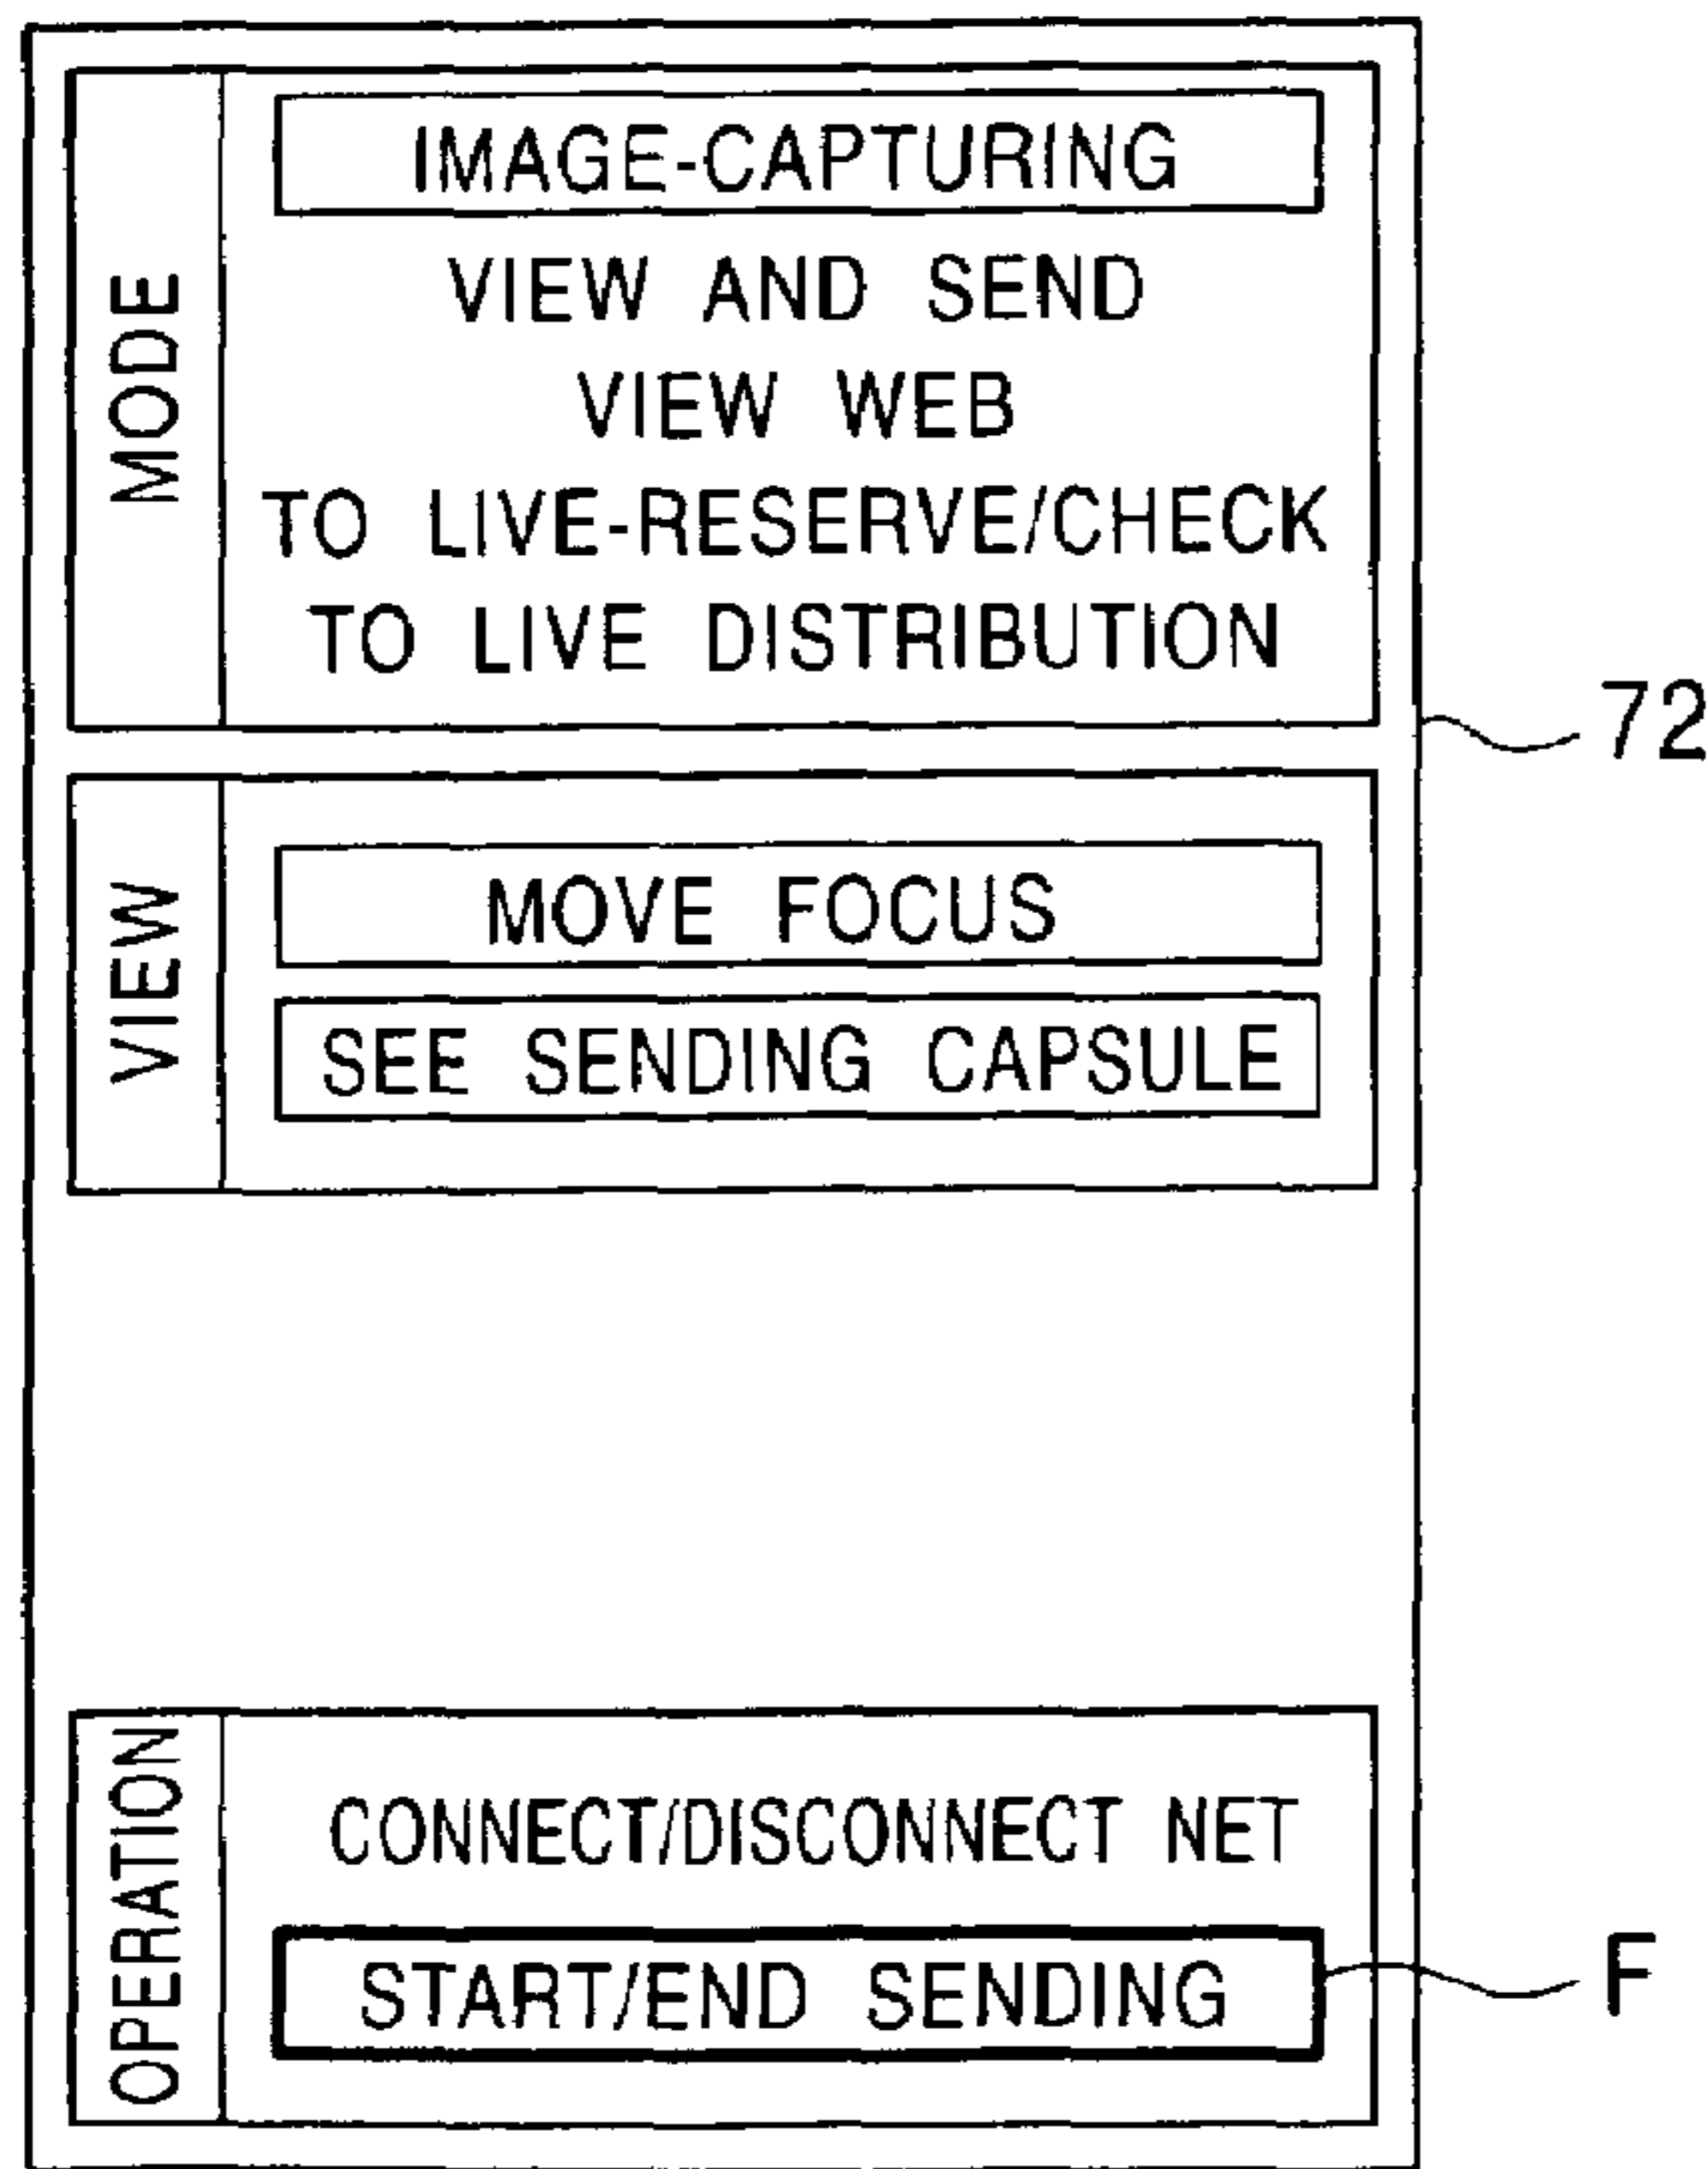 MODE
IMAGE-CAPTURING
VIEW AND SEND
VIEW WEB
TO LIVE-RESERVE/CHECK
TO LIVE DISTRIBUTION
72
VIEW
MOVE FOCUS
SEE SENDING CAPSULE
OPERATION
CONNECT/DISCONNECT NET
START/END SENDING
F